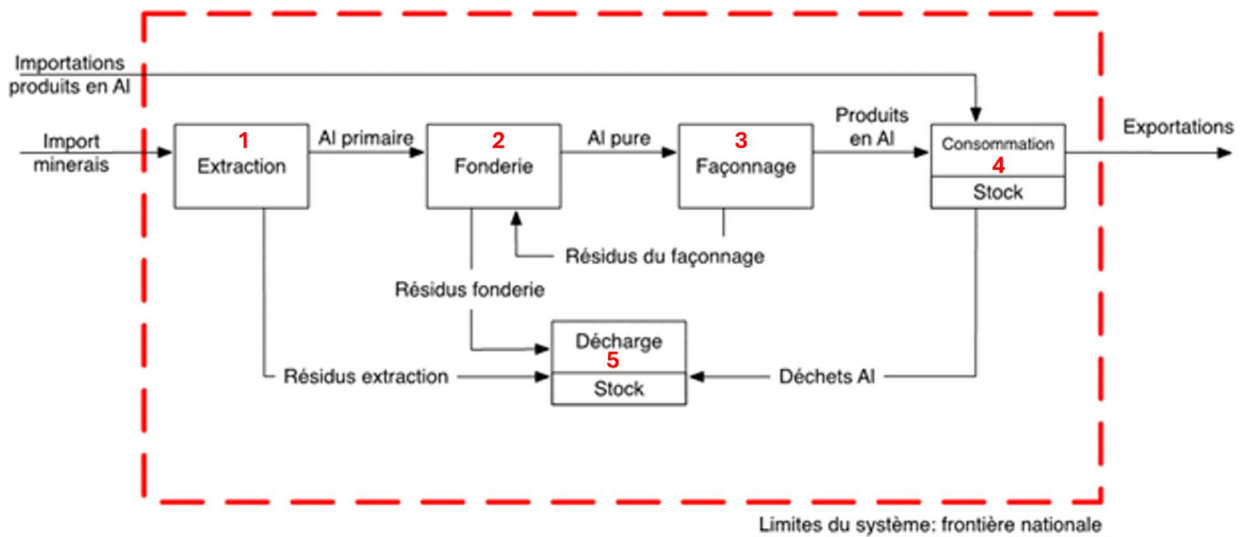 Importations
produits en Al
Import
minerais
1
Extraction
Al primaire
2
Fonderie
Al pure
3
Façonnage
Produits
en Al
Consommation
4
Stock
Exportations
Résidus du façonnage
Résidus fonderie
Décharge
5
Stock
Résidus extraction
Déchets Al
Limites du système: frontière nationale